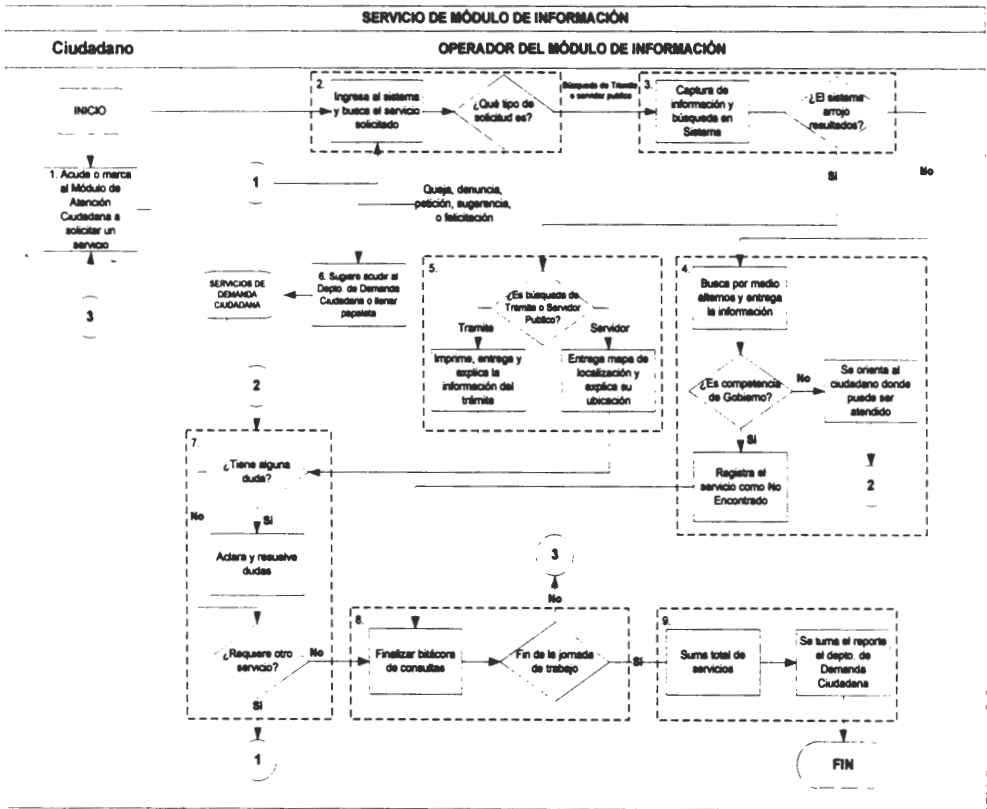 SERVICIO DE MÓDULO DE INFORMACIÓN
Ciudadano
OPERADOR DEL MÓDULO DE INFORMACIÓN
INICIO
1. Acude o marca
al Módulo de
Atención
Ciudadana a
solicitar un
servicio
3
2.
Ingresa al sistema
y busca el servicio
solicitado
¿Qué tipo de
solicitud es?
Búsqueda de Tramite
o servidor publico
3.
Captura de
información y
búsqueda en
Sistema
¿El sistema
arrojo
resultados?
Si
No
1
Queja, denuncia,
petición, sugerencia,
o felicitación
SERVICIOS DE
DEMANDA
CIUDADANA
6. Sugiere acudir al
Depto. de Demanda
Ciudadana o llenar
papeleta
5.
¿Es búsqueda de
Tramite o Servidor
Publico?
Tramite
Servidor
Imprime, entrega y
explica la
información del
trámite
Entrega mapa de
localización y
explica su
ubicación
4.
Busca por medio
alternos y entrega
la información
¿Es competencia
de Gobierno?
No
Se orienta al
ciudadano donde
puede ser
atendido
Si
Registra el
servicio como No
Encontrado
2
2
7.
¿Tiene alguna
duda?
No
Si
Aclara y resuelve
dudas
¿Requiere otro
servicio?
No
Si
1
8.
Finalizar bitácora
de consultas
Fin de la jornada
de trabajo
No
3
Si
9.
Suma total de
servicios
Se turna el reporte
el depto. de
Demanda
Ciudadana
FIN